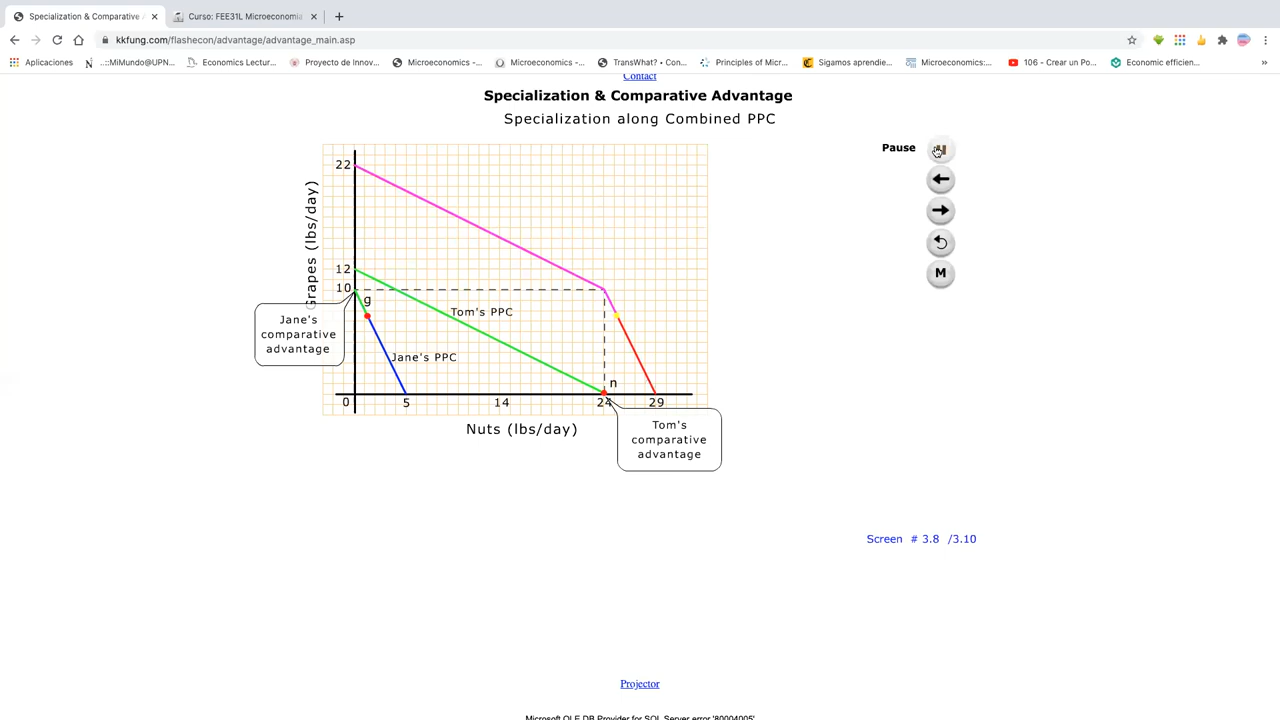 Specialization & Comparative A
Curso: FEE31L Microeconomia
kkfung.com/flashecon/advantage/advantage_main.asp
Aplicaciones
..::MiMundo@UPN...
Economics Lectur...
Proyecto de Innov...
Microeconomics -...
Microeconomics -...
TransWhat? • Con...
Principles of Micr...
Sigamos aprendie...
Microeconomics:...
106 - Crear un Po...
Economic efficien...
»
Contact
Specialization & Comparative Advantage
Specialization along Combined PPC
Pause
M
Grapes (lbs/day)
22
12
10
g
Tom's PPC
Jane's PPC
Jane's
comparative
advantage
n
0
5
14
24
29
Nuts (lbs/day)
Tom's
comparative
advantage
Screen # 3.8 /3.10
Projector
Microsoft OLE DB Provider for SQL Server error '80004005'